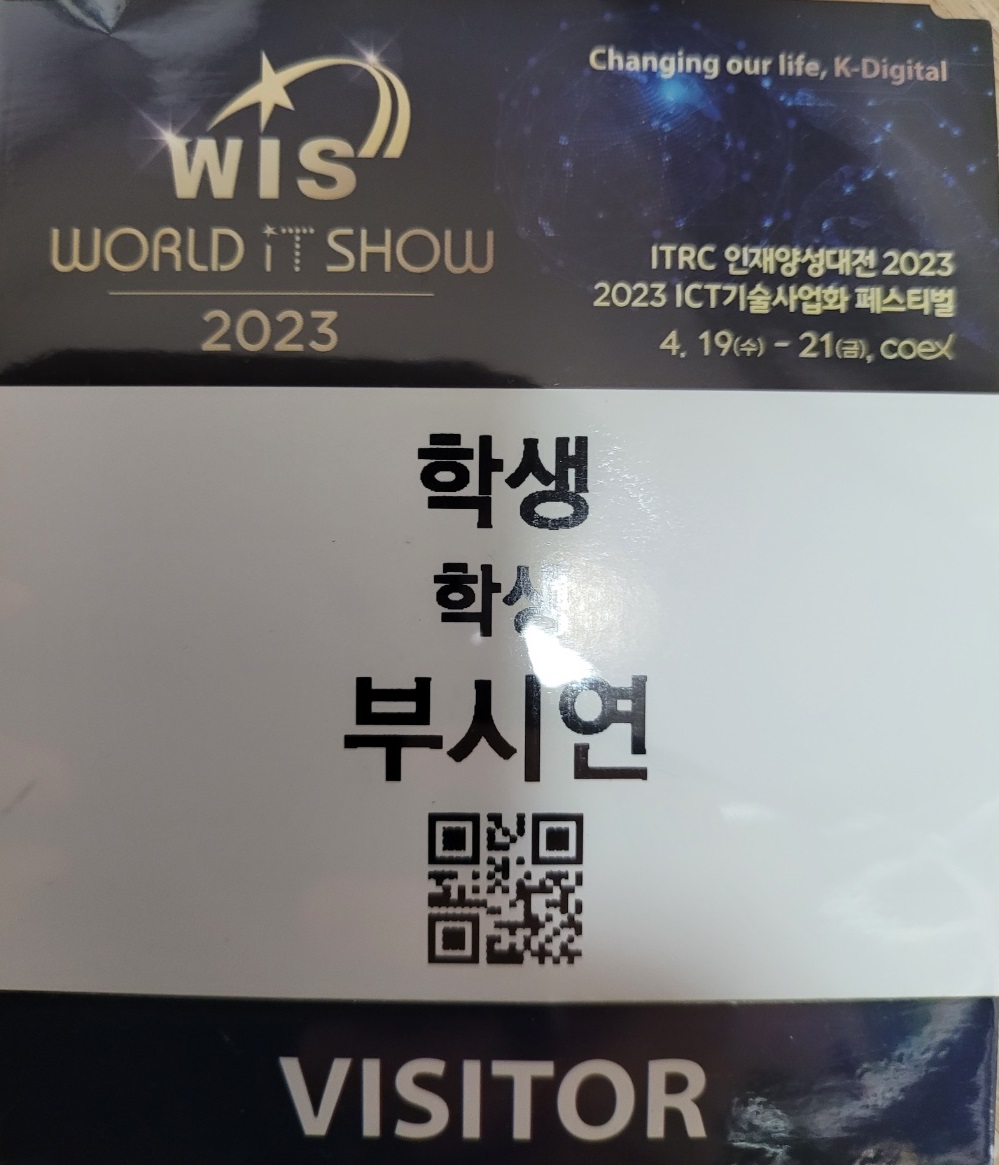 WIS
WORLD iT SHOW
2023
Changing our life, K-Digital
ITRC 인재양성대전 2023
2023 ICT기술사업화 페스티벌
4. 19(수) - 21(금), coex
학생
학생
부시연
VISITOR